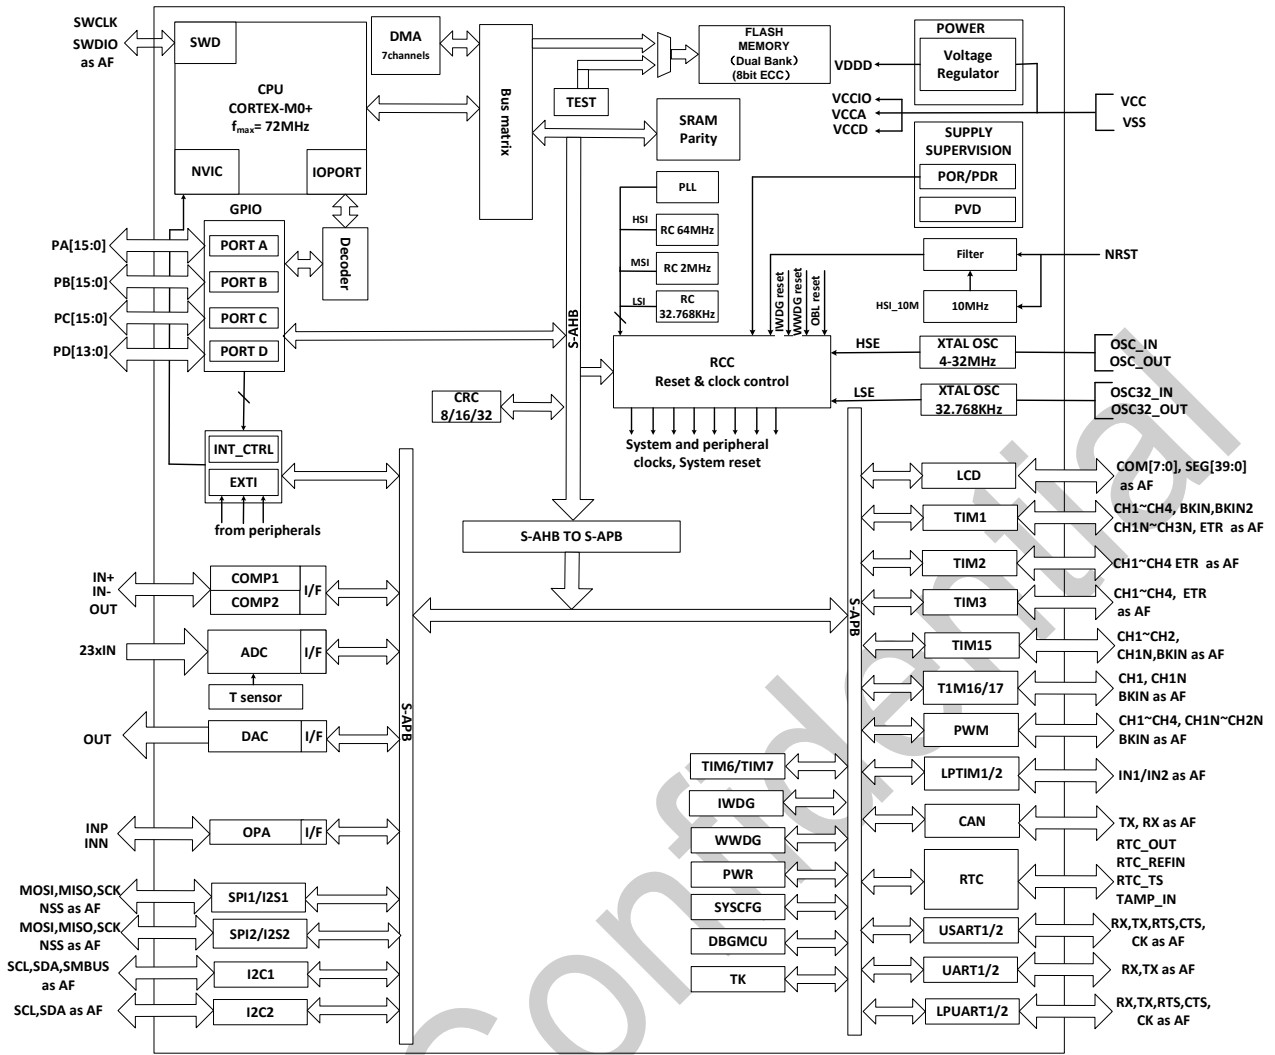 SWCLK
SWDIO
as AF
SWD
CPU
CORTEX-M0+
fmax= 72MHz
NVIC
IOPORT
DMA
7channels
Bus matrix
TEST
FLASH
MEMORY
(Dual Bank)
(8bit ECC)
SRAM
Parity
POWER
Voltage
Regulator
VDDD
VCCIO
VCCA
VCCD
VCC
VSS
SUPPLY
SUPERVISION
POR/PDR
PVD
GPIO
PORT A
PORT B
PORT C
PORT D
PA[15:0]
PB[15:0]
PC[15:0]
PD[13:0]
Decoder
PLL
HSI
RC 64MHz
MSI
RC 2MHz
LSI
RC
32.768KHz
IWDG reset
WWDG reset
OBL reset
Filter
NRST
HSI_10M
10MHz
S-AHB
RCC
Reset & clock control
HSE
XTAL OSC
4-32MHz
OSC_IN
OSC_OUT
LSE
XTAL OSC
32.768KHz
OSC32_IN
OSC32_OUT
CRC
8/16/32
System and peripheral
clocks, System reset
INT_CTRL
EXTI
from peripherals
S-AHB TO S-APB
S-APB
S-APB
IN+
IN-
OUT
COMP1
COMP2
I/F
23xIN
ADC
I/F
T sensor
OUT
DAC
I/F
INP
INN
OPA
I/F
MOSI,MISO,SCK
NSS as AF
SPI1/I2S1
MOSI,MISO,SCK
NSS as AF
SPI2/I2S2
SCL,SDA,SMBUS
as AF
I2C1
SCL,SDA as AF
I2C2
TIM6/TIM7
IWDG
WWDG
PWR
SYSCFG
DBGMCU
TK
LCD
COM[7:0], SEG[39:0]
as AF
TIM1
CH1~CH4, BKIN,BKIN2
CH1N~CH3N, ETR as AF
TIM2
CH1~CH4 ETR as AF
TIM3
CH1~CH4, ETR
as AF
TIM15
CH1~CH2,
CH1N,BKIN as AF
T1M16/17
CH1, CH1N
BKIN as AF
PWM
CH1~CH4, CH1N~CH2N
BKIN as AF
LPTIM1/2
IN1/IN2 as AF
CAN
TX, RX as AF
RTC
RTC_OUT
RTC_REFIN
RTC_TS
TAMP_IN
USART1/2
RX,TX,RTS,CTS,
CK as AF
UART1/2
RX,TX as AF
LPUART1/2
RX,TX,RTS,CTS,
CK as AF
Confidential